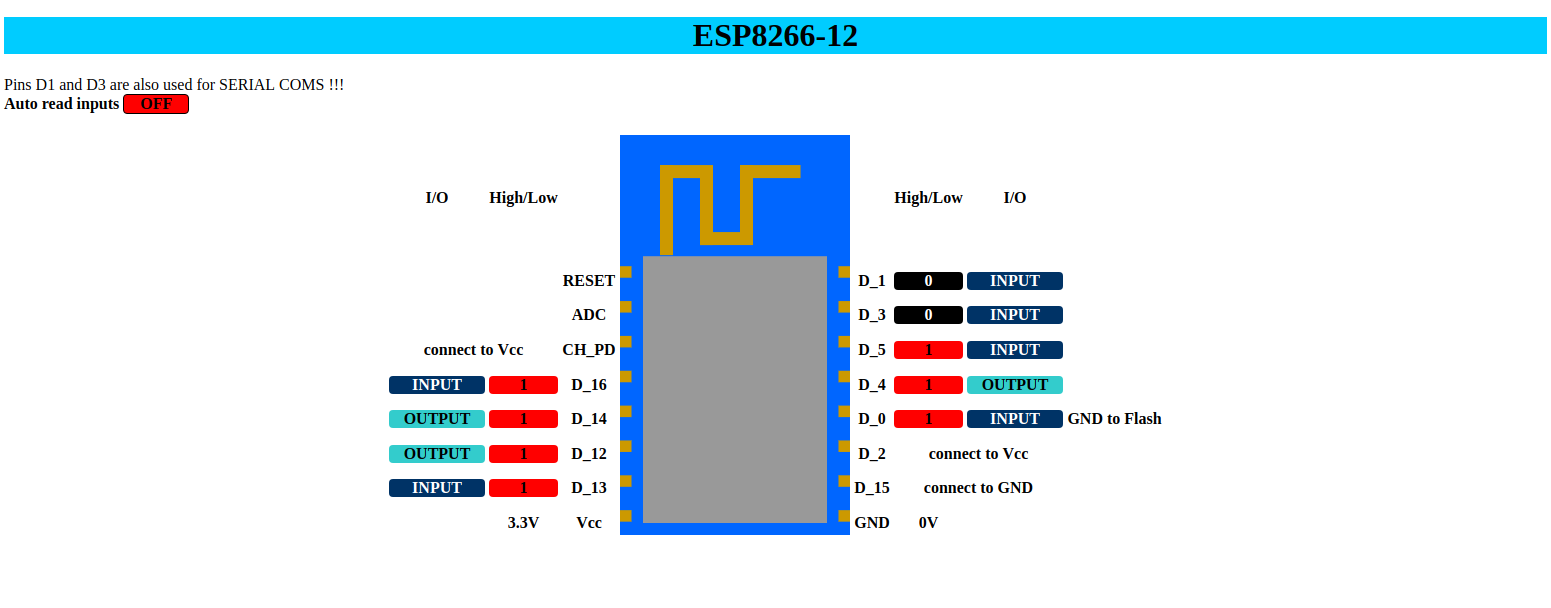 ESP8266-12
Pins D1 and D3 are also used for SERIAL COMS !!!
Auto read inputs OFF
I/O High/Low High/Low I/O
RESET D_1 0 INPUT
ADC D_3 0 INPUT
connect to Vcc CH_PD D_5 1 INPUT
INPUT 1 D_16 D_4 1 OUTPUT
OUTPUT 1 D_14 D_0 1 INPUT GND to Flash
OUTPUT 1 D_12 D_2 connect to Vcc
INPUT 1 D_13 D_15 connect to GND
3.3V Vcc GND 0V